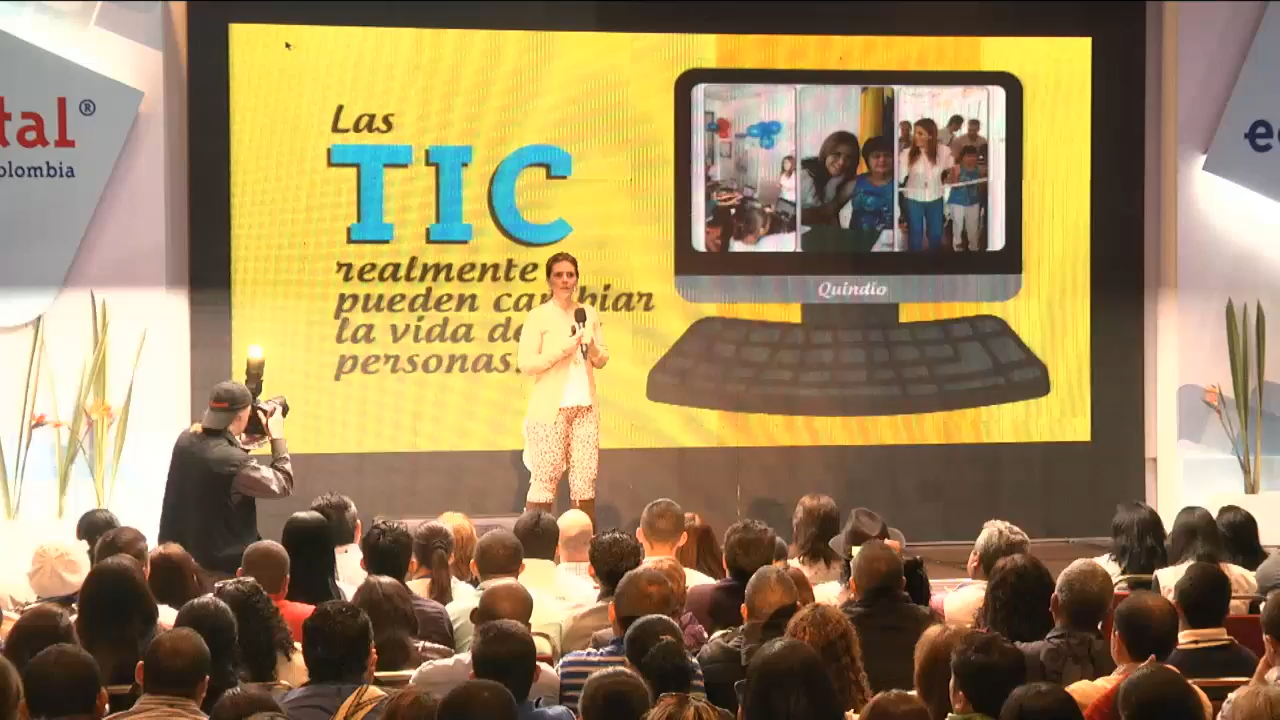 Las
TIC
realmente
pueden cambiar
la vida de
personas.
Quindío
tal®
olombia